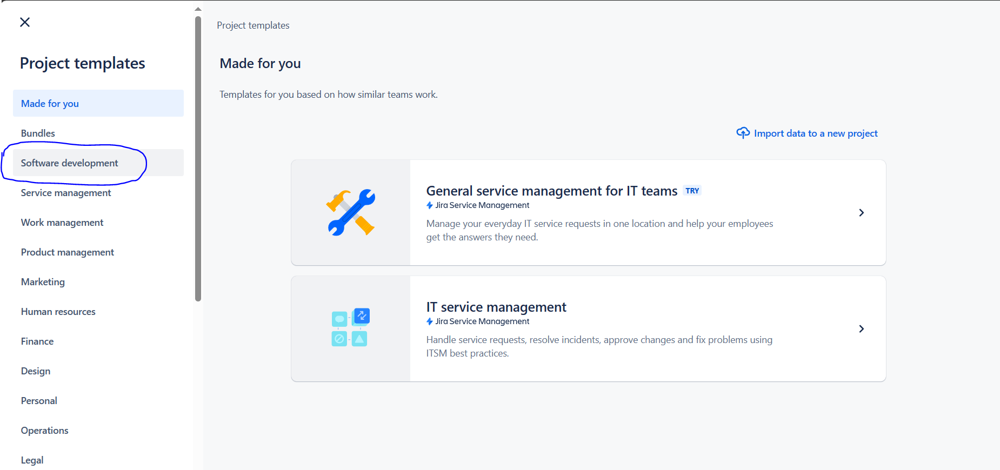 Project templates
Made for you
Bundles
Software development
Service management
Work management
Product management
Marketing
Human resources
Finance
Design
Personal
Operations
Legal
Project templates
Made for you
Templates for you based on how similar teams work.
Import data to a new project
General service management for IT teams TRY
Jira Service Management
Manage your everyday IT service requests in one location and help your employees
get the answers they need.
IT service management
Jira Service Management
Handle service requests, resolve incidents, approve changes and fix problems using
ITSM best practices.